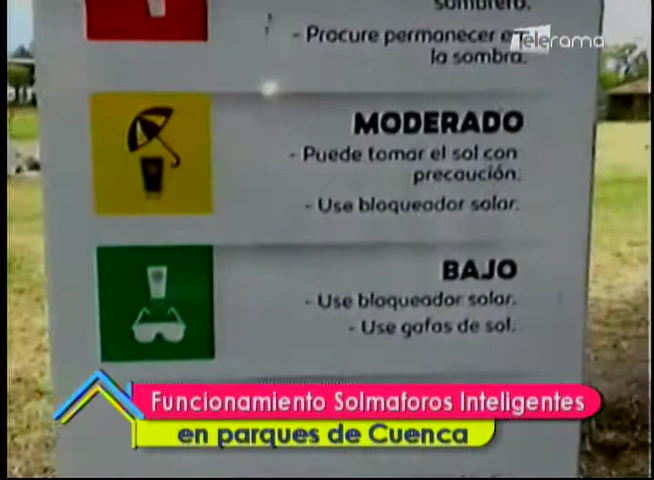 sombrero.
- Procure permanecer en
la sombra.
Telerama
MODERADO
- Puede tomar el sol con
precaución.
- Use bloqueador solar.
BAJO
- Use bloqueador solar.
- Use gafas de sol.
Funcionamiento Solmaforos Inteligentes
en parques de Cuenca